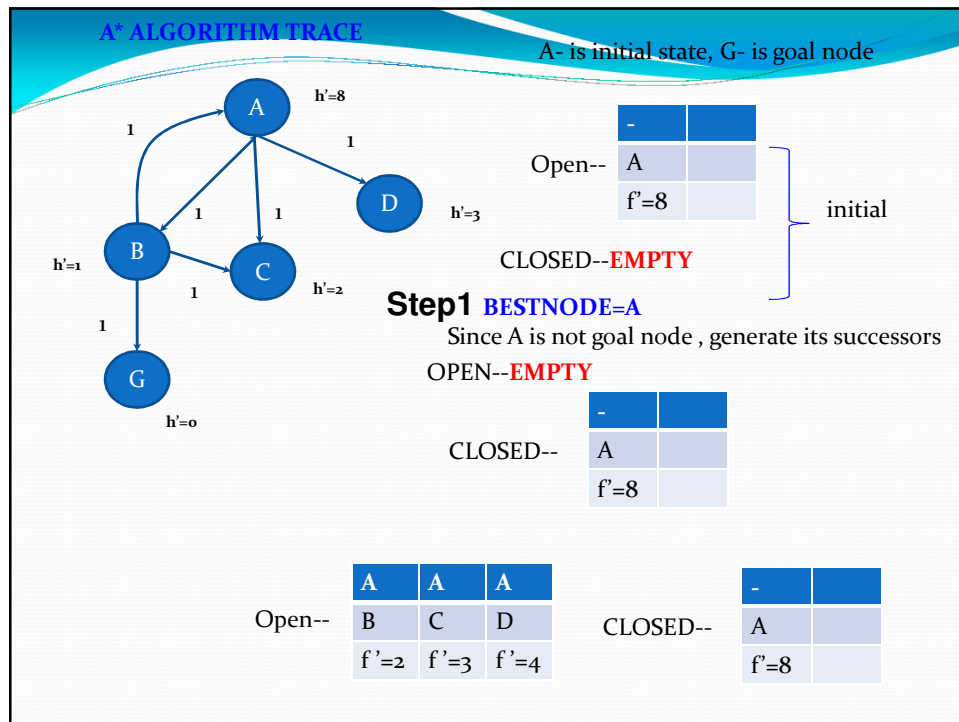 A* ALGORITHM TRACE
A- is initial state, G- is goal node
A
h'=8
1
1
1
1
D
h'=3
B
h'=1
C
h'=2
1
1
G
h'=0
-
Open-- A
f'=8
initial
CLOSED--EMPTY
Step1 BESTNODE=A
Since A is not goal node , generate its successors
OPEN--EMPTY
-
CLOSED-- A
f'=8
A A A
Open-- B C D
f '=2 f '=3 f '=4
-
CLOSED-- A
f'=8